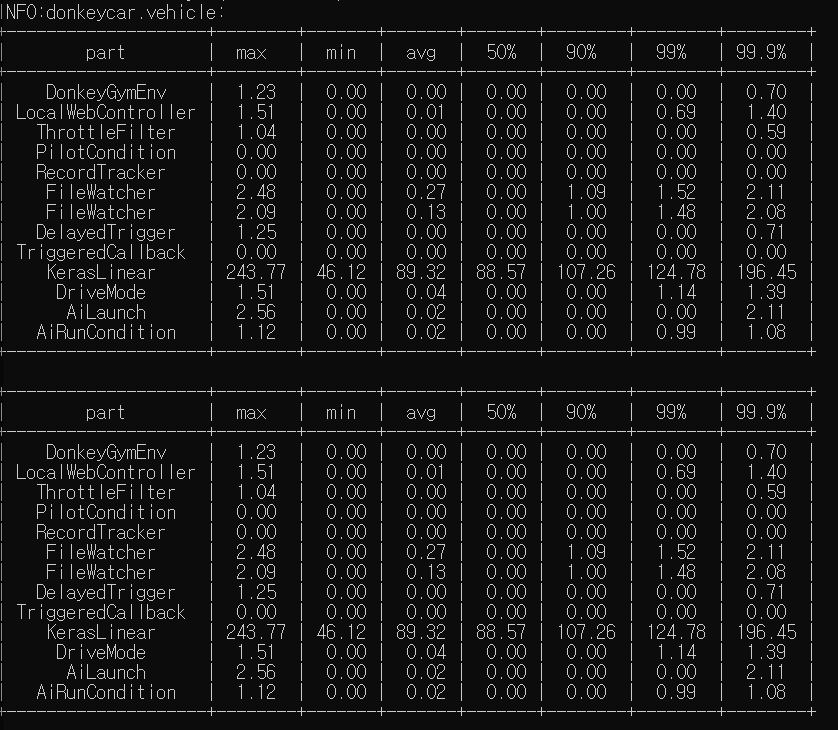 INFO:donkeycar.vehicle:
+--------------------+--------+-------+-------+-------+--------+--------+--------+
| part | max | min | avg | 50% | 90% | 99% | 99.9% |
+--------------------+--------+-------+-------+-------+--------+--------+--------+
| DonkeyGymEnv | 1.23 | 0.00 | 0.00 | 0.00 | 0.00 | 0.00 | 0.70 |
| LocalWebController | 1.51 | 0.00 | 0.01 | 0.00 | 0.00 | 0.69 | 1.40 |
| ThrottleFilter | 1.04 | 0.00 | 0.00 | 0.00 | 0.00 | 0.00 | 0.59 |
| PilotCondition | 0.00 | 0.00 | 0.00 | 0.00 | 0.00 | 0.00 | 0.00 |
| RecordTracker | 0.00 | 0.00 | 0.00 | 0.00 | 0.00 | 0.00 | 0.00 |
| FileWatcher | 2.48 | 0.00 | 0.27 | 0.00 | 1.09 | 1.52 | 2.11 |
| FileWatcher | 2.09 | 0.00 | 0.13 | 0.00 | 1.00 | 1.48 | 2.08 |
| DelayedTrigger | 1.25 | 0.00 | 0.00 | 0.00 | 0.00 | 0.00 | 0.71 |
| TriggeredCallback | 0.00 | 0.00 | 0.00 | 0.00 | 0.00 | 0.00 | 0.00 |
| KerasLinear | 243.77 | 46.12 | 89.32 | 88.57 | 107.26 | 124.78 | 196.45 |
| DriveMode | 1.51 | 0.00 | 0.04 | 0.00 | 0.00 | 1.14 | 1.39 |
| AiLaunch | 2.56 | 0.00 | 0.02 | 0.00 | 0.00 | 0.00 | 2.11 |
| AiRunCondition | 1.12 | 0.00 | 0.02 | 0.00 | 0.00 | 0.99 | 1.08 |
+--------------------+--------+-------+-------+-------+--------+--------+--------+
+--------------------+--------+-------+-------+-------+--------+--------+--------+
| part | max | min | avg | 50% | 90% | 99% | 99.9% |
+--------------------+--------+-------+-------+-------+--------+--------+--------+
| DonkeyGymEnv | 1.23 | 0.00 | 0.00 | 0.00 | 0.00 | 0.00 | 0.70 |
| LocalWebController | 1.51 | 0.00 | 0.01 | 0.00 | 0.00 | 0.69 | 1.40 |
| ThrottleFilter | 1.04 | 0.00 | 0.00 | 0.00 | 0.00 | 0.00 | 0.59 |
| PilotCondition | 0.00 | 0.00 | 0.00 | 0.00 | 0.00 | 0.00 | 0.00 |
| RecordTracker | 0.00 | 0.00 | 0.00 | 0.00 | 0.00 | 0.00 | 0.00 |
| FileWatcher | 2.48 | 0.00 | 0.27 | 0.00 | 1.09 | 1.52 | 2.11 |
| FileWatcher | 2.09 | 0.00 | 0.13 | 0.00 | 1.00 | 1.48 | 2.08 |
| DelayedTrigger | 1.25 | 0.00 | 0.00 | 0.00 | 0.00 | 0.00 | 0.71 |
| TriggeredCallback | 0.00 | 0.00 | 0.00 | 0.00 | 0.00 | 0.00 | 0.00 |
| KerasLinear | 243.77 | 46.12 | 89.32 | 88.57 | 107.26 | 124.78 | 196.45 |
| DriveMode | 1.51 | 0.00 | 0.04 | 0.00 | 0.00 | 1.14 | 1.39 |
| AiLaunch | 2.56 | 0.00 | 0.02 | 0.00 | 0.00 | 0.00 | 2.11 |
| AiRunCondition | 1.12 | 0.00 | 0.02 | 0.00 | 0.00 | 0.99 | 1.08 |
+--------------------+--------+-------+-------+-------+--------+--------+--------+